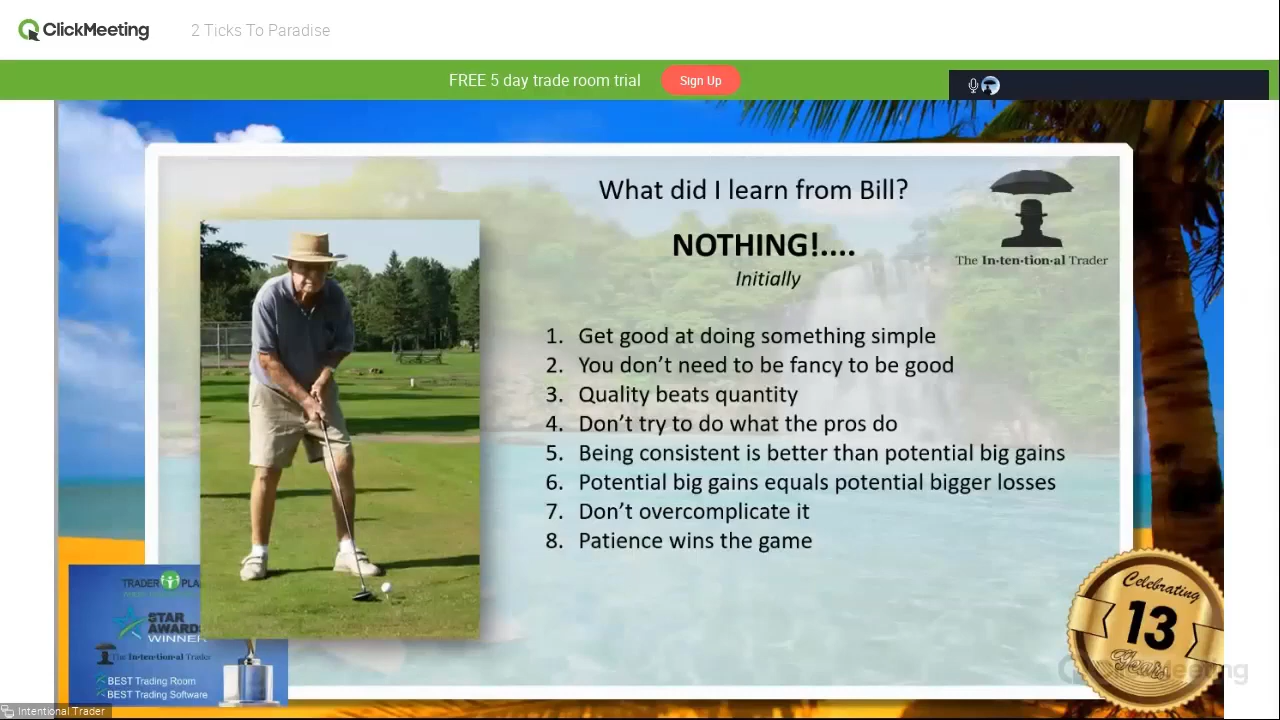 ClickMeeting
2 Ticks To Paradise
FREE 5 day trade room trial
Sign Up
What did I learn from Bill?
NOTHING!....
Initially
The In·ten·tion·al Trader
1. Get good at doing something simple
2. You don’t need to be fancy to be good
3. Quality beats quantity
4. Don’t try to do what the pros do
5. Being consistent is better than potential big gains
6. Potential big gains equals potential bigger losses
7. Don’t overcomplicate it
8. Patience wins the game
TRADER PLA
STAR
AWARDS
WINNER
The In·ten·tion·al Trader
BEST Trading Room
BEST Trading Software
Celebrating
13
Years
ClickMeeting
Intentional Trader